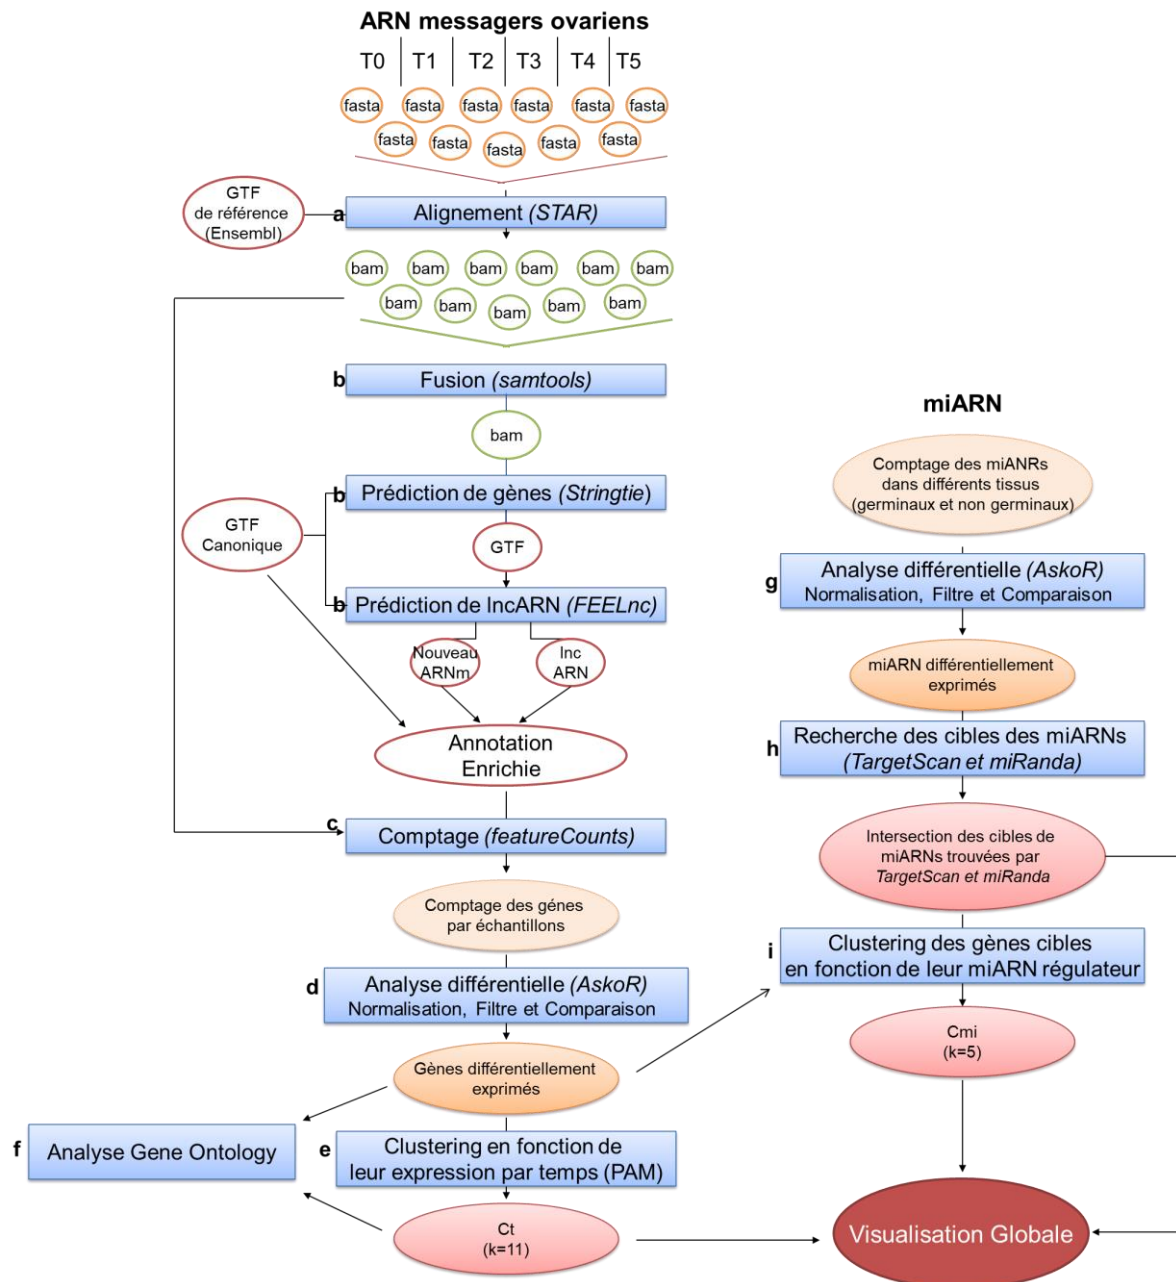 ARN messagers ovariens
T0 T1 T2 T3 T4 T5
fasta fasta fasta fasta fasta fasta
fasta fasta fasta fasta fasta
GTF
de référence
(Ensembl)
a Alignement (STAR)
bam bam bam bam bam bam
bam bam bam bam bam
b Fusion (samtools)
bam
b Prédiction de gènes (Stringtie)
GTF
Canonique
GTF
b Prédiction de lncARN (FEELnc)
Nouveau
ARNm
lnc
ARN
Annotation
Enrichie
c Comptage (featureCounts)
Comptage des génes
par échantillons
d Analyse différentielle (AskoR)
Normalisation, Filtre et Comparaison
Gènes différentiellement
exprimés
f Analyse Gene Ontology
e Clustering en fonction de
leur expression par temps (PAM)
Ct
(k=11)
miARN
Comptage des miANRs
dans différents tissus
(germinaux et non germinaux)
g Analyse différentielle (AskoR)
Normalisation, Filtre et Comparaison
miARN différentiellement
exprimés
h Recherche des cibles des miARNs
(TargetScan et miRanda)
Intersection des cibles de
miARNs trouvées par
TargetScan et miRanda
i Clustering des gènes cibles
en fonction de leur miARN régulateur
Cmi
(k=5)
Visualisation Globale